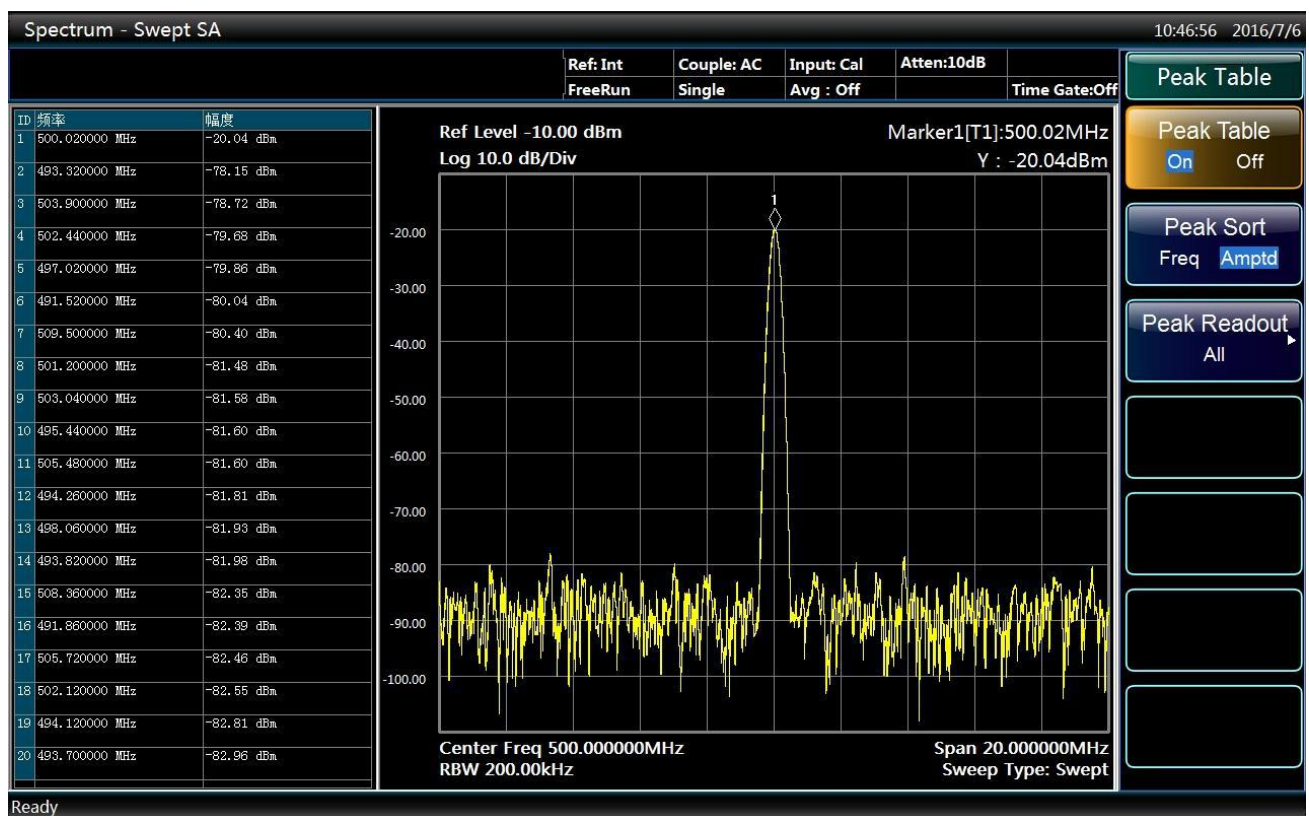 Spectrum - Swept SA
10:46:56 2016/7/6
Ref: Int Couple: AC Input: Cal Atten:10dB
FreeRun Single Avg : Off Time Gate:Off
ID 频率 幅度
1 500.020000 MHz -20.04 dBm
2 493.320000 MHz -78.15 dBm
3 503.900000 MHz -78.72 dBm
4 502.440000 MHz -79.68 dBm
5 497.020000 MHz -79.86 dBm
6 491.520000 MHz -80.04 dBm
7 509.500000 MHz -80.40 dBm
8 501.200000 MHz -81.48 dBm
9 503.040000 MHz -81.58 dBm
10 495.440000 MHz -81.60 dBm
11 505.480000 MHz -81.60 dBm
12 494.260000 MHz -81.81 dBm
13 498.060000 MHz -81.93 dBm
14 493.820000 MHz -81.98 dBm
15 508.360000 MHz -82.35 dBm
16 491.860000 MHz -82.39 dBm
17 505.720000 MHz -82.46 dBm
18 502.120000 MHz -82.55 dBm
19 494.120000 MHz -82.81 dBm
20 493.700000 MHz -82.96 dBm
Ref Level -10.00 dBm Marker1[T1]:500.02MHz
Log 10.0 dB/Div Y : -20.04dBm
1
-20.00
-30.00
-40.00
-50.00
-60.00
-70.00
-80.00
-90.00
-100.00
Center Freq 500.000000MHz Span 20.000000MHz
RBW 200.00kHz Sweep Type: Swept
Peak Table
Peak Table
On Off
Peak Sort
Freq Amptd
Peak Readout
All
Ready